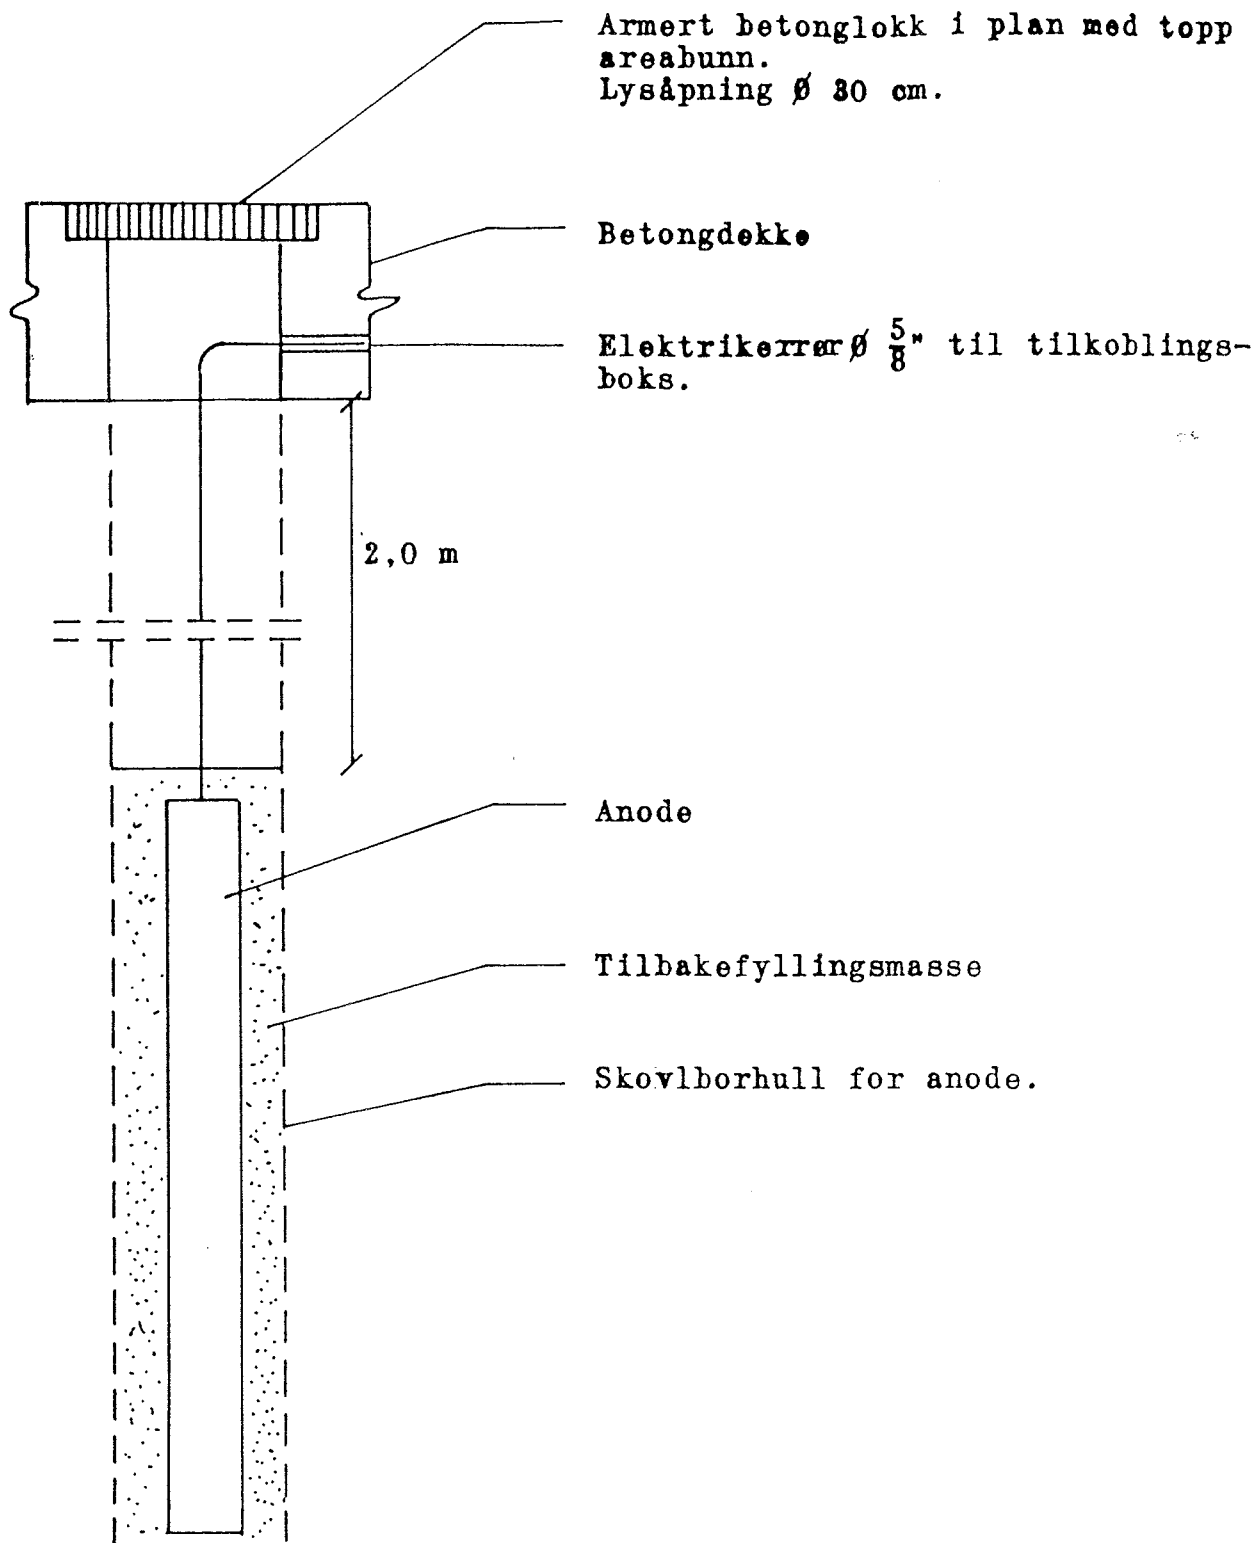 Armert betonglokk i plan med topp
areabunn.
Lysåpning Ø 30 cm.
Betongdekke
Elektrikerrør Ø 5/8" til tilkoblings-
boks.
2,0 m
Anode
Tilbakefyllingsmasse
Skovlborhull for anode.